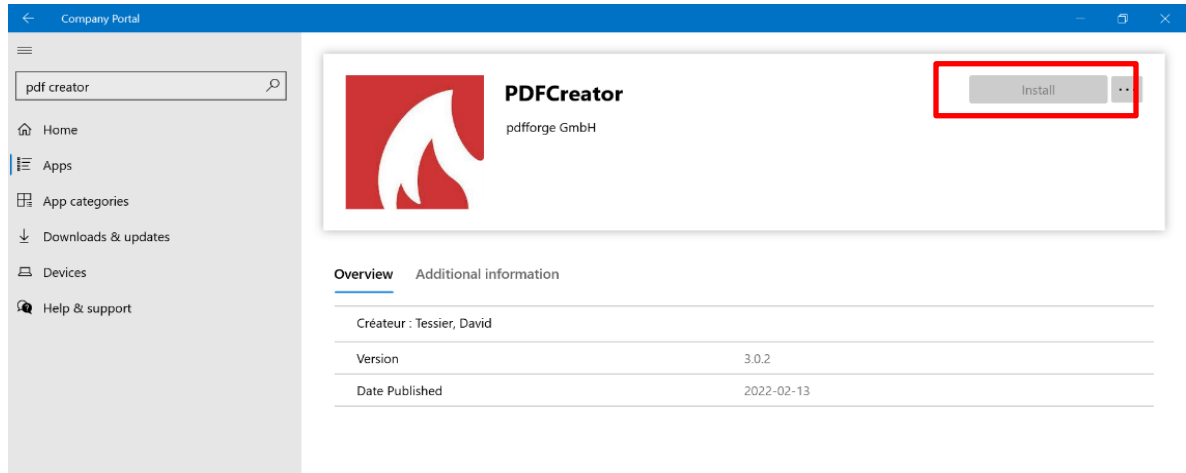 Company Portal
pdf creator
Home
Apps
App categories
Downloads & updates
Devices
Help & support
PDFCreator
pdfforge GmbH
Install
...
Overview Additional information
Créateur : Tessier, David
Version 3.0.2
Date Published 2022-02-13